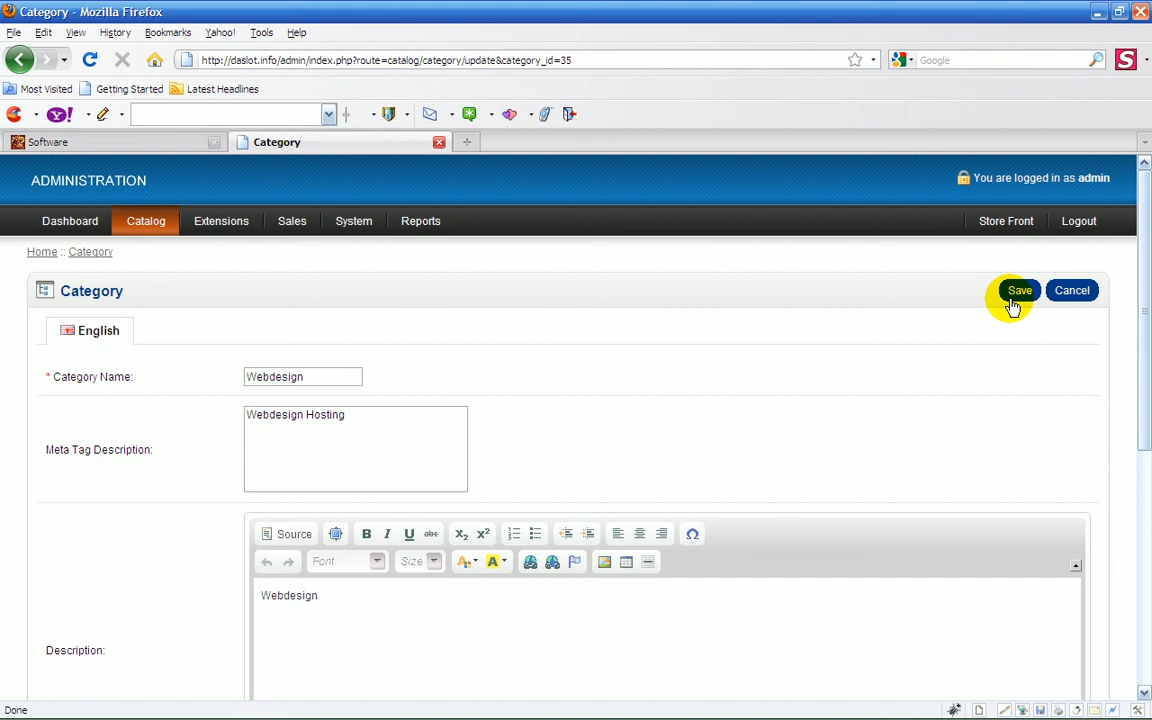 Category - Mozilla Firefox
File Edit View History Bookmarks Yahoo! Tools Help
http://daslot.info/admin/index.php?route=catalog/category/update&category_id=35
Google
S
Most Visited Getting Started Latest Headlines
Y!
Software
Category
ADMINISTRATION
You are logged in as admin
Dashboard Catalog Extensions Sales System Reports Store Front Logout
Home :: Category
Category
Save Cancel
English
* Category Name: Webdesign
Meta Tag Description: Webdesign Hosting
Source B I U abc X₂ X²
Font Size A A
Webdesign
Description:
Done